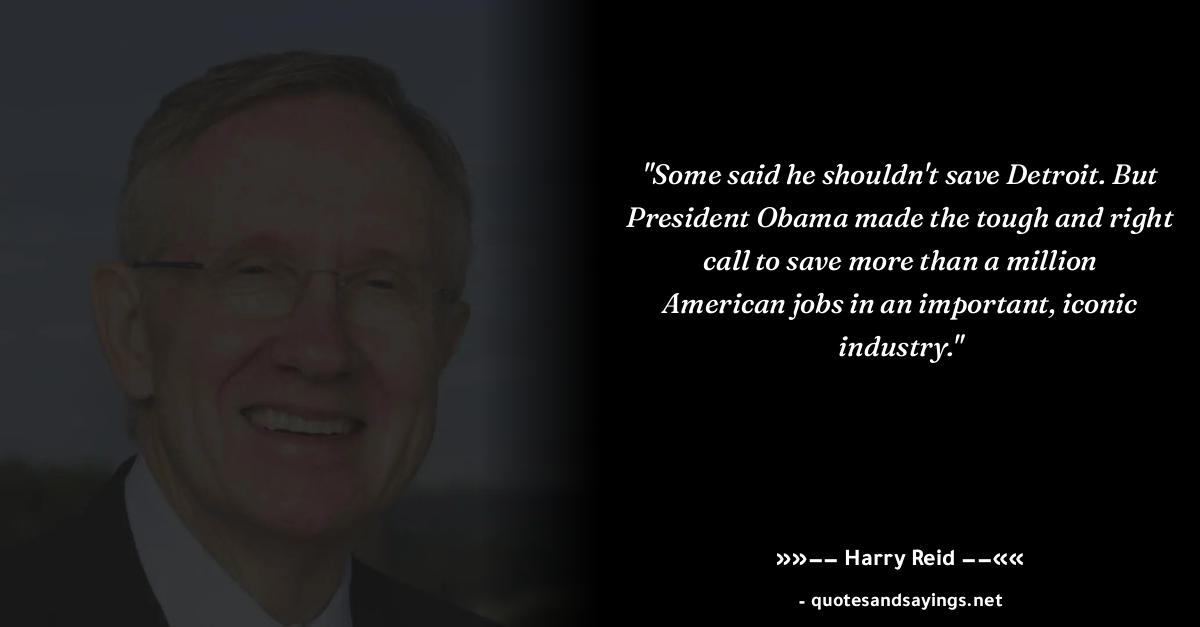 "Some said he shouldn't save Detroit. But
President Obama made the tough and right
call to save more than a million
American jobs in an important, iconic
industry."
»»−− Harry Reid −−««
- quotesandsayings.net